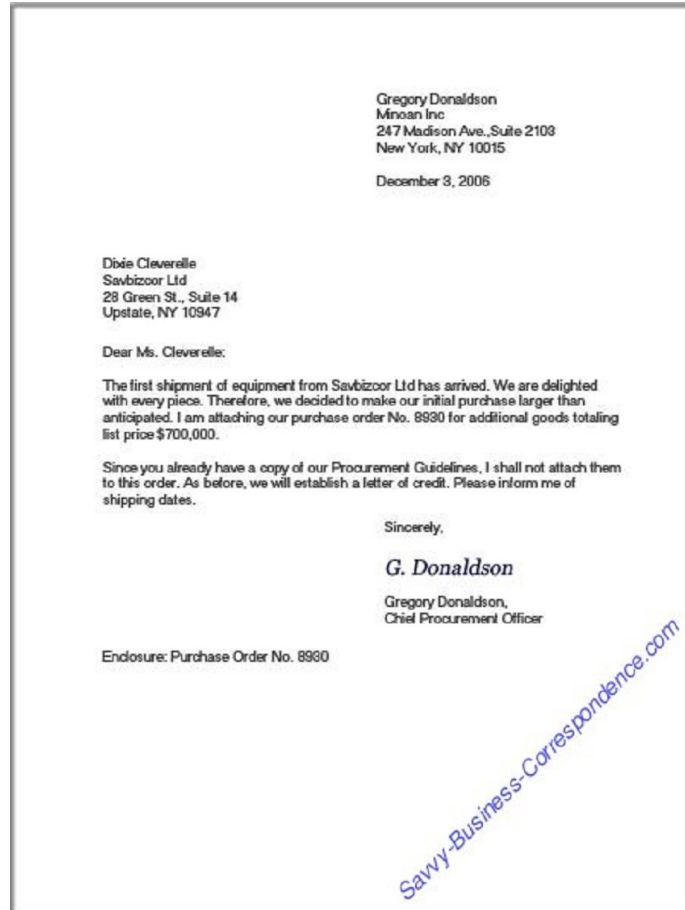 Gregory Donaldson
Minoan Inc
247 Madison Ave.,Suite 2103
New York, NY 10015
December 3, 2006
Dixie Cleverelle
Savbizcor Ltd
28 Green St., Suite 14
Upstate, NY 10947
Dear Ms. Cleverelle:
The first shipment of equipment from Savbizcor Ltd has arrived. We are delighted
with every piece. Therefore, we decided to make our initial purchase larger than
anticipated. I am attaching our purchase order No. 8930 for additional goods totaling
list price $700,000.
Since you already have a copy of our Procurement Guidelines, I shall not attach them
to this order. As before, we will establish a letter of credit. Please inform me of
shipping dates.
Sincerely,
G. Donaldson
Gregory Donaldson,
Chief Procurement Officer
Enclosure: Purchase Order No. 8930
Savvy-Business-Correspondence.com